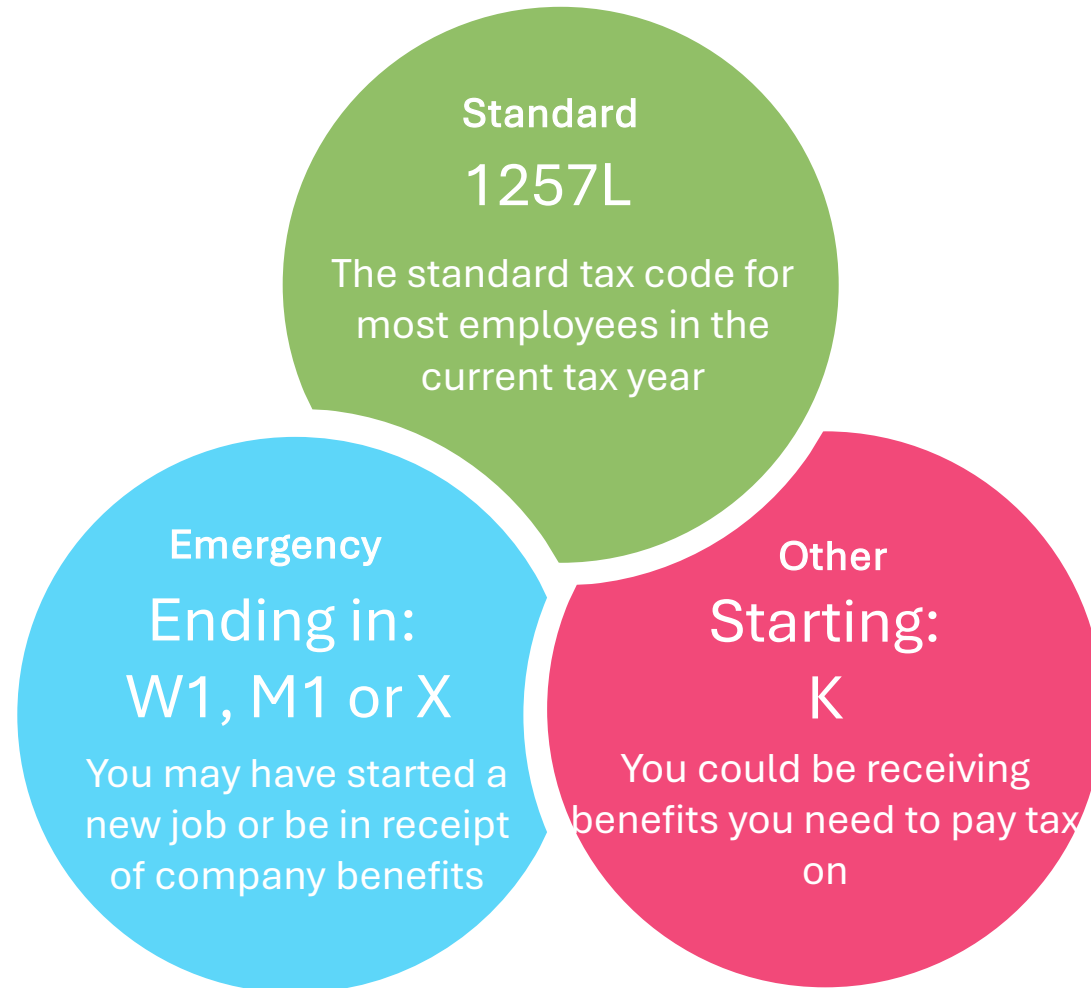 Standard
1257L
The standard tax code for
most employees in the
current tax year
Emergency
Ending in:
W1, M1 or X
You may have started a
new job or be in receipt
of company benefits
Other
Starting:
K
You could be receiving
benefits you need to pay tax
on